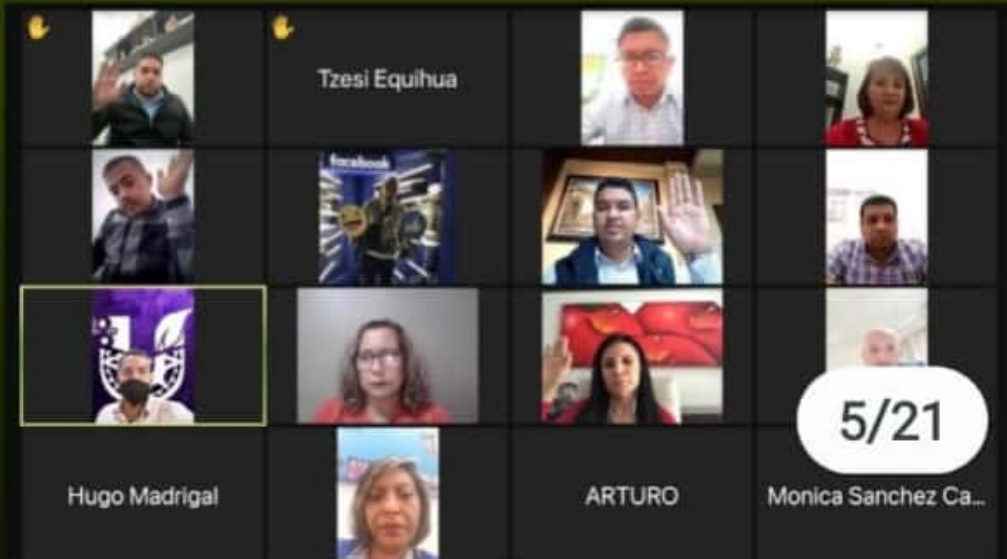 Tzesi Equihua
facebook
5/21
Hugo Madrigal
ARTURO
Monica Sanchez Ca...